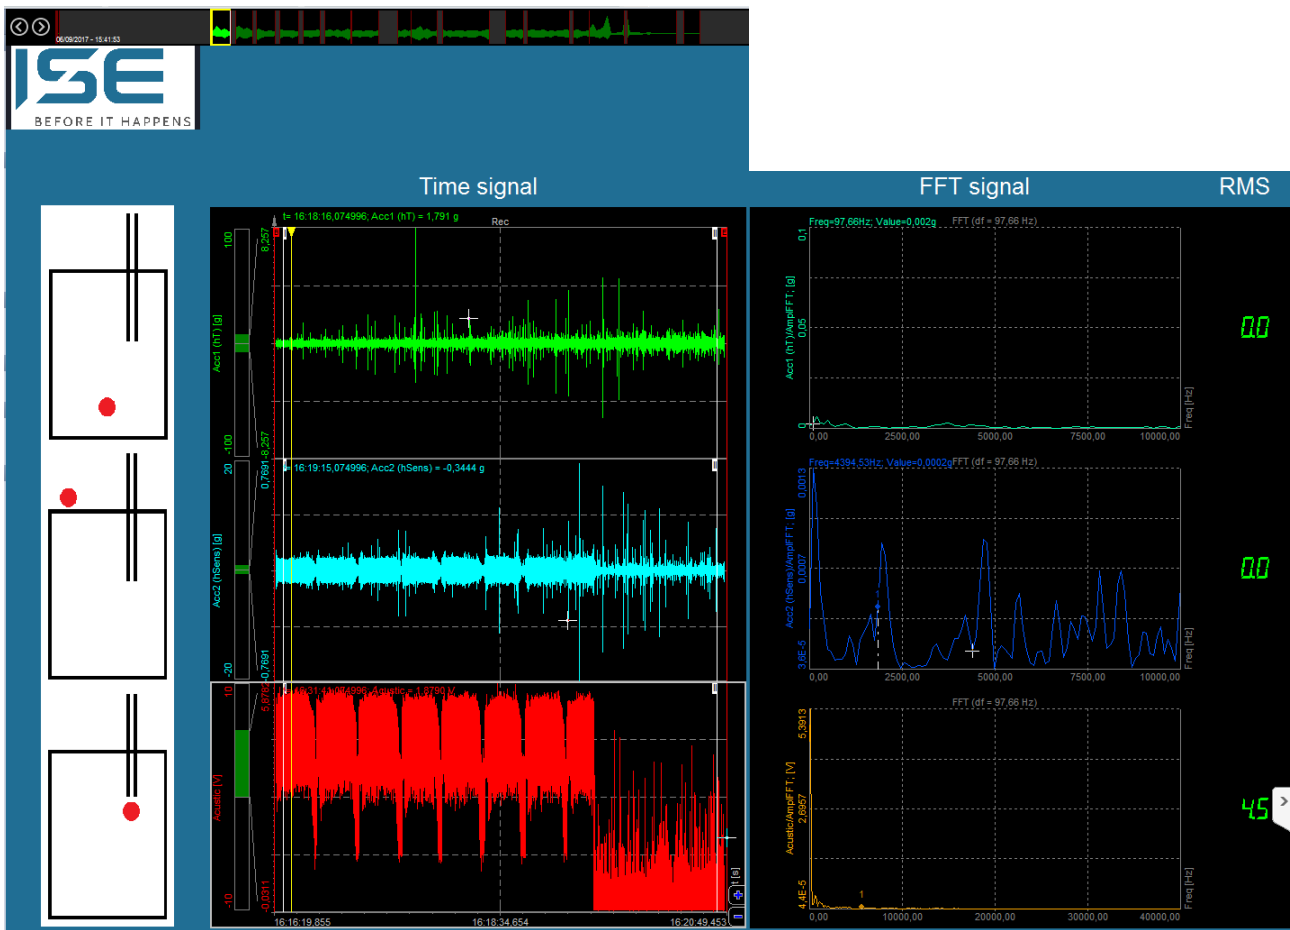 06/09/2017 - 15:41:53
ISE
BEFORE IT HAPPENS
Time signal
FFT signal
RMS
t= 16:18:16,074996; Acc1 (hT) = 1,791 g
Rec
100
8,257
Acc1 (hT) [g]
-100
-8,257
Freq=97,66Hz; Value=0,002g
FFT (df = 97,66 Hz)
0,1
0,05
0
Acc1 (hT)/AmplFFT; [g]
Freq [Hz]
0,00
2500,00
5000,00
7500,00
10000,00
0.0
t= 16:19:15,074996; Acc2 (hSens) = -0,3444 g
20
0,7691
Acc2 (hSens) [g]
-20
-0,7691
Freq=4394,53Hz; Value=0,0002g
FFT (df = 97,66 Hz)
0,0013
0,0007
3,6E-5
Acc2 (hSens)/AmplFFT; [g]
Freq [Hz]
0,00
2500,00
5000,00
7500,00
10000,00
0.0
10
5,8782
Acustic [V]
-10
-0,0311
t [s]
16:16:19,855
16:18:34,654
16:20:49,453
FFT (df = 97,66 Hz)
5,3913
2,6957
4,4E-5
Acustic/AmplFFT; [V]
1
Freq [Hz]
0,00
10000,00
20000,00
30000,00
40000,00
4.5